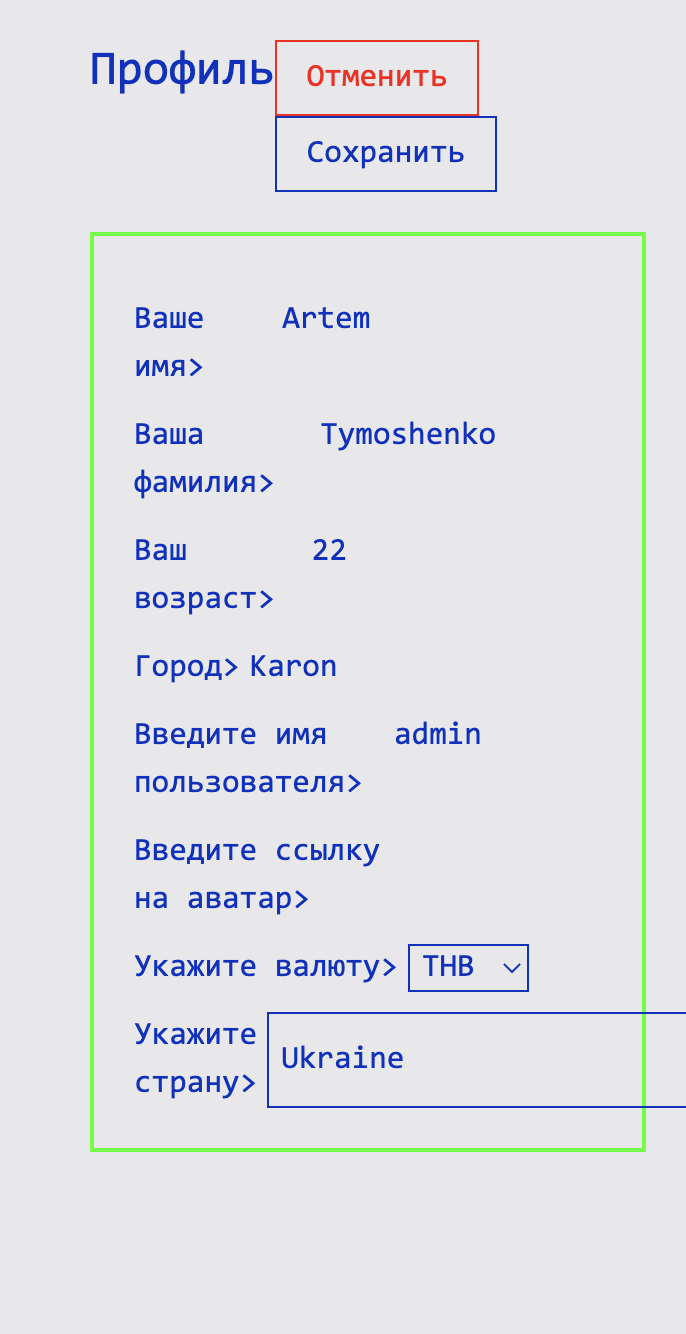 Профиль Отменить
Сохранить
Ваше Artem
имя>
Ваша Tymoshenko
фамилия>
Ваш 22
возраст>
Город> Karon
Введите имя admin
пользователя>
Введите ссылку
на аватар>
Укажите валюту> THB
Укажите
Ukraine
страну>